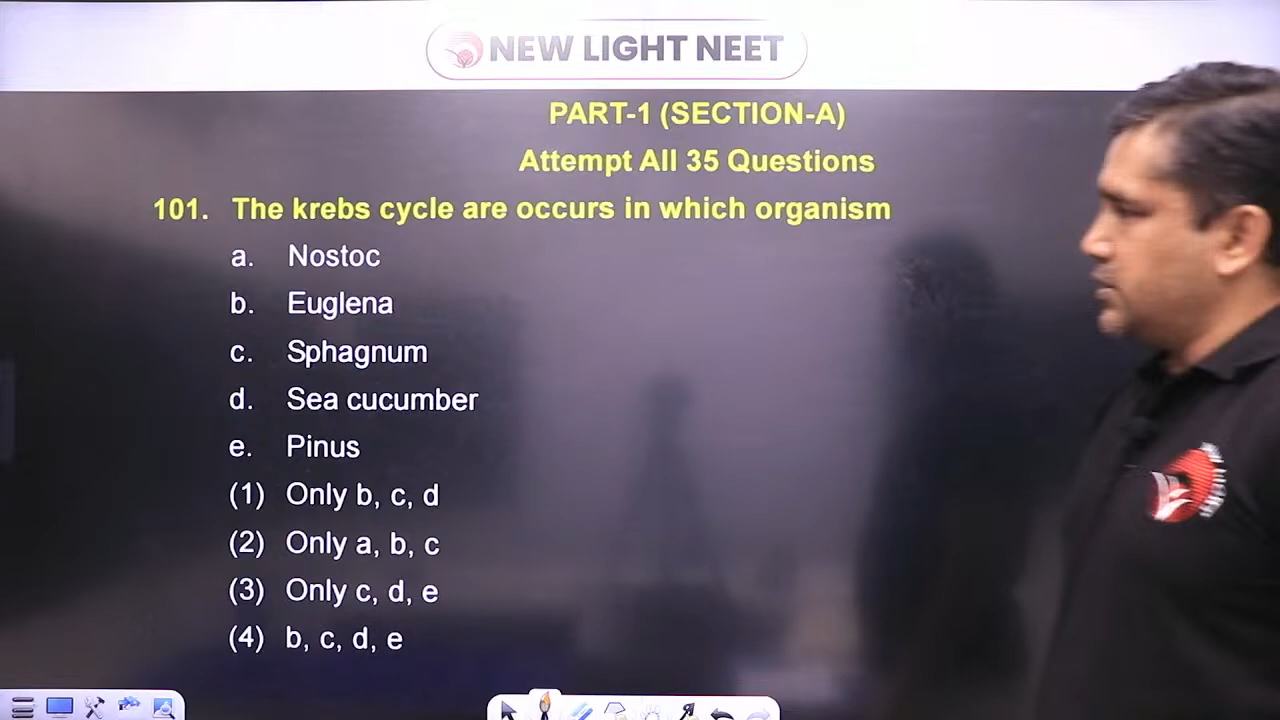 NEW LIGHT NEET
PART-1 (SECTION-A)
Attempt All 35 Questions
101. The krebs cycle are occurs in which organism
a. Nostoc
b. Euglena
c. Sphagnum
d. Sea cucumber
e. Pinus
(1) Only b, c, d
(2) Only a, b, c
(3) Only c, d, e
(4) b, c, d, e